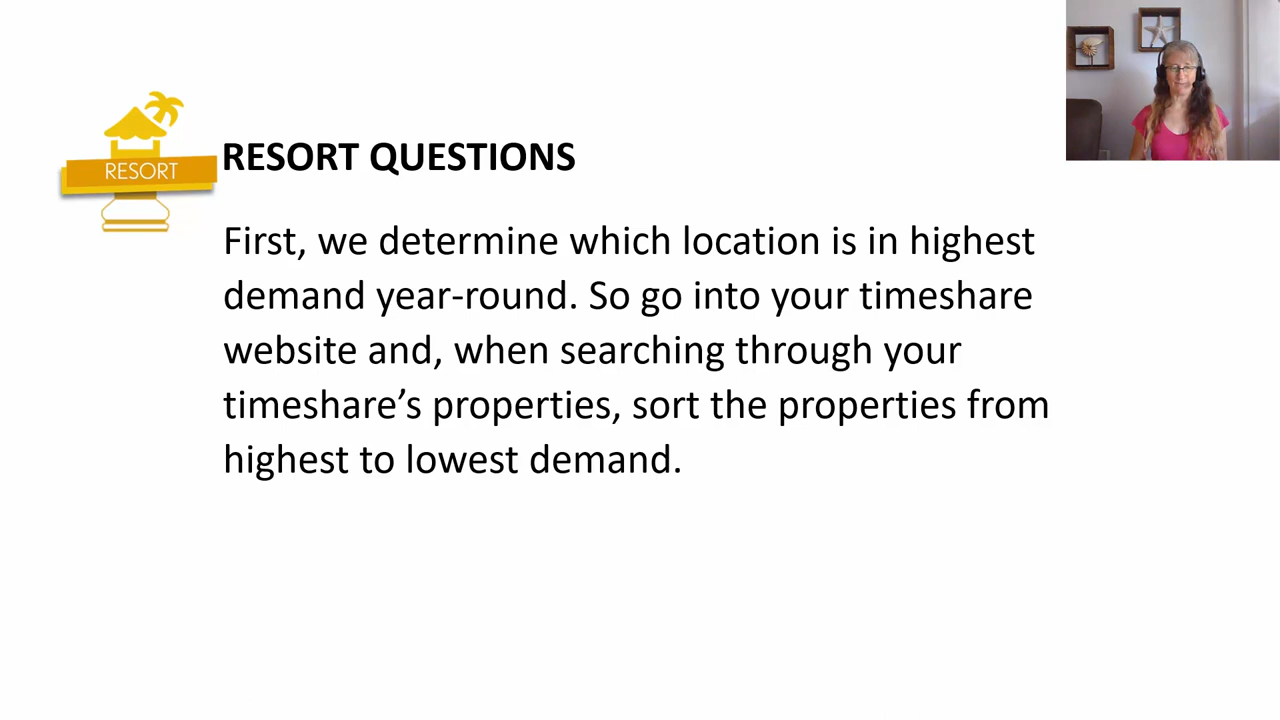 RESORT
RESORT QUESTIONS
First, we determine which location is in highest
demand year-round. So go into your timeshare
website and, when searching through your
timeshare’s properties, sort the properties from
highest to lowest demand.